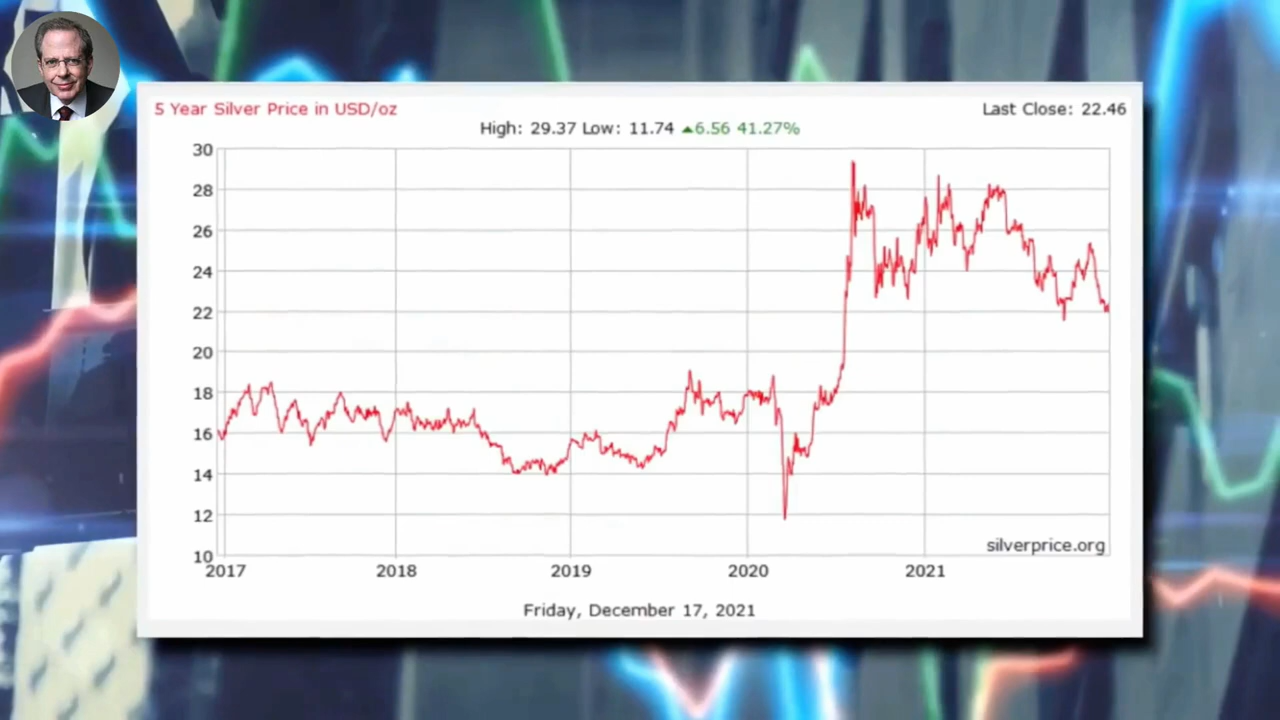 5 Year Silver Price in USD/oz
Last Close: 22.46
High: 29.37 Low: 11.74 ▲6.56 41.27%
30
28
26
24
22
20
18
16
14
12
10
silverprice.org
2017 2018 2019 2020 2021
Friday, December 17, 2021